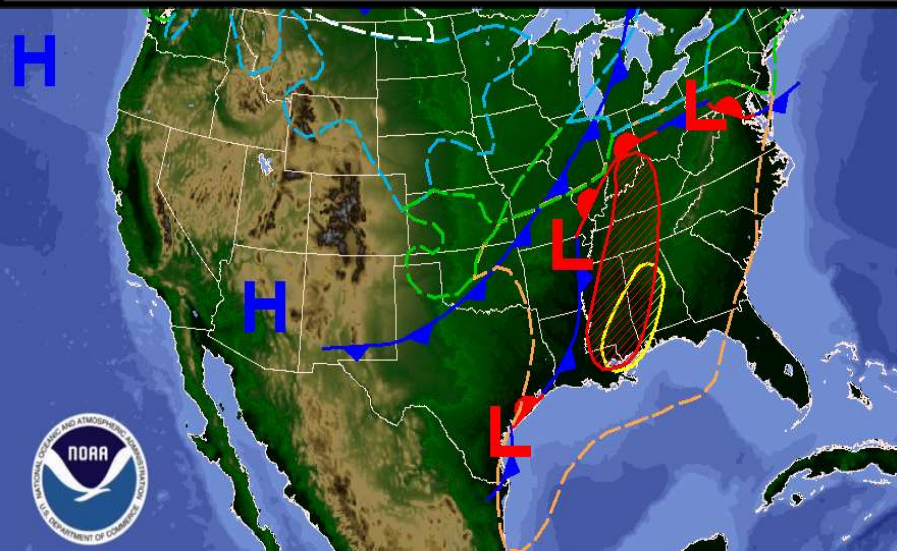 H
L
L
H
L
NATIONAL OCEANIC AND ATMOSPHERIC ADMINISTRATION
NOAA
U.S. DEPARTMENT OF COMMERCE